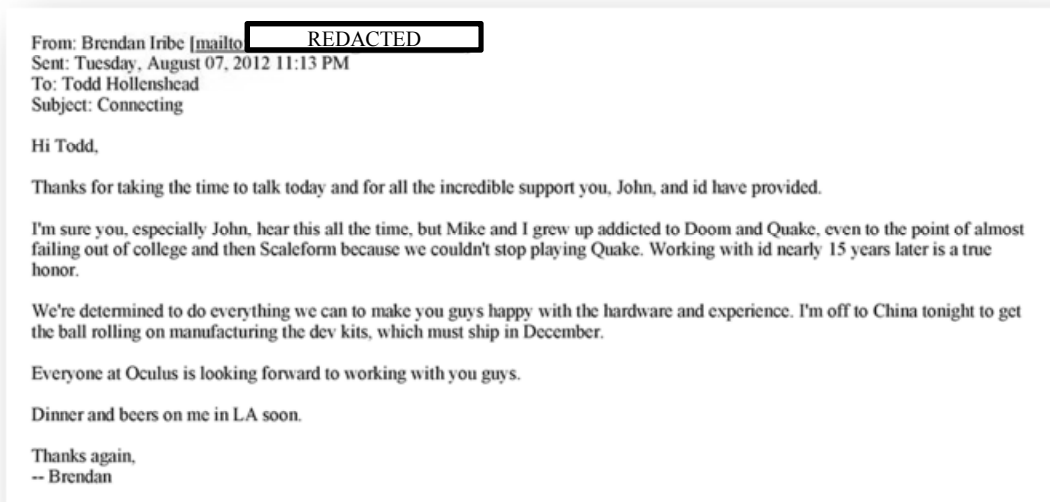 From: Brendan Iribe [mailto REDACTED
Sent: Tuesday, August 07, 2012 11:13 PM
To: Todd Hollenshead
Subject: Connecting
Hi Todd,
Thanks for taking the time to talk today and for all the incredible support you, John, and id have provided.
I'm sure you, especially John, hear this all the time, but Mike and I grew up addicted to Doom and Quake, even to the point of almost
failing out of college and then Scaleform because we couldn't stop playing Quake. Working with id nearly 15 years later is a true
honor.
We're determined to do everything we can to make you guys happy with the hardware and experience. I'm off to China tonight to get
the ball rolling on manufacturing the dev kits, which must ship in December.
Everyone at Oculus is looking forward to working with you guys.
Dinner and beers on me in LA soon.
Thanks again,
-- Brendan